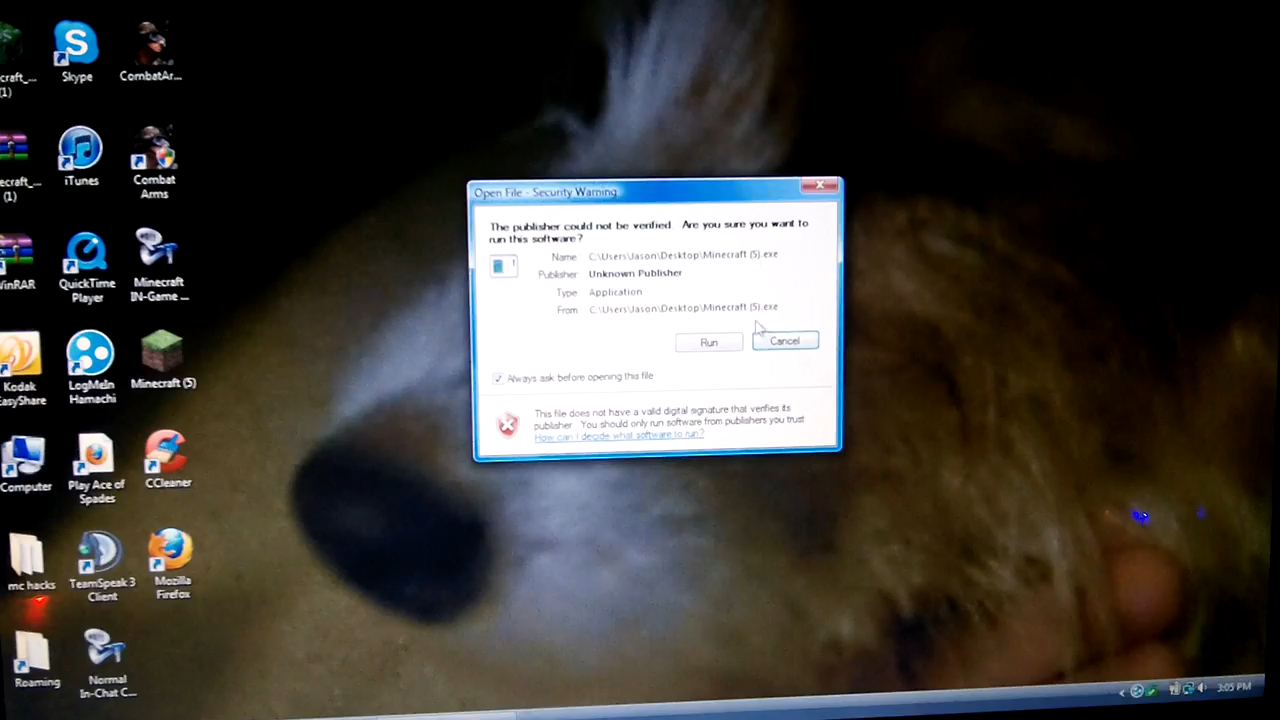 craft_...
(1)
Skype
CombatAr...
ecraft_...
(1)
iTunes
Combat
Arms
WinRAR
QuickTime
Player
Minecraft
IN-Game ...
Kodak
EasyShare
LogMeIn
Hamachi
Minecraft (5)
Computer
Play Ace of
Spades
CCleaner
mc hacks
TeamSpeak 3
Client
Mozilla
Firefox
Roaming
Normal
In-Chat C...
Open File - Security Warning
The publisher could not be verified. Are you sure you want to
run this software?
Name C:\Users\Jason\Desktop\Minecraft (5).exe
Publisher: Unknown Publisher
Type Application
From C:\Users\Jason\Desktop\Minecraft (5).exe
Run
Cancel
Always ask before opening this file
This file does not have a valid digital signature that verifies its
publisher. You should only run software from publishers you trust
How can I decide what software to run?
3:05 PM